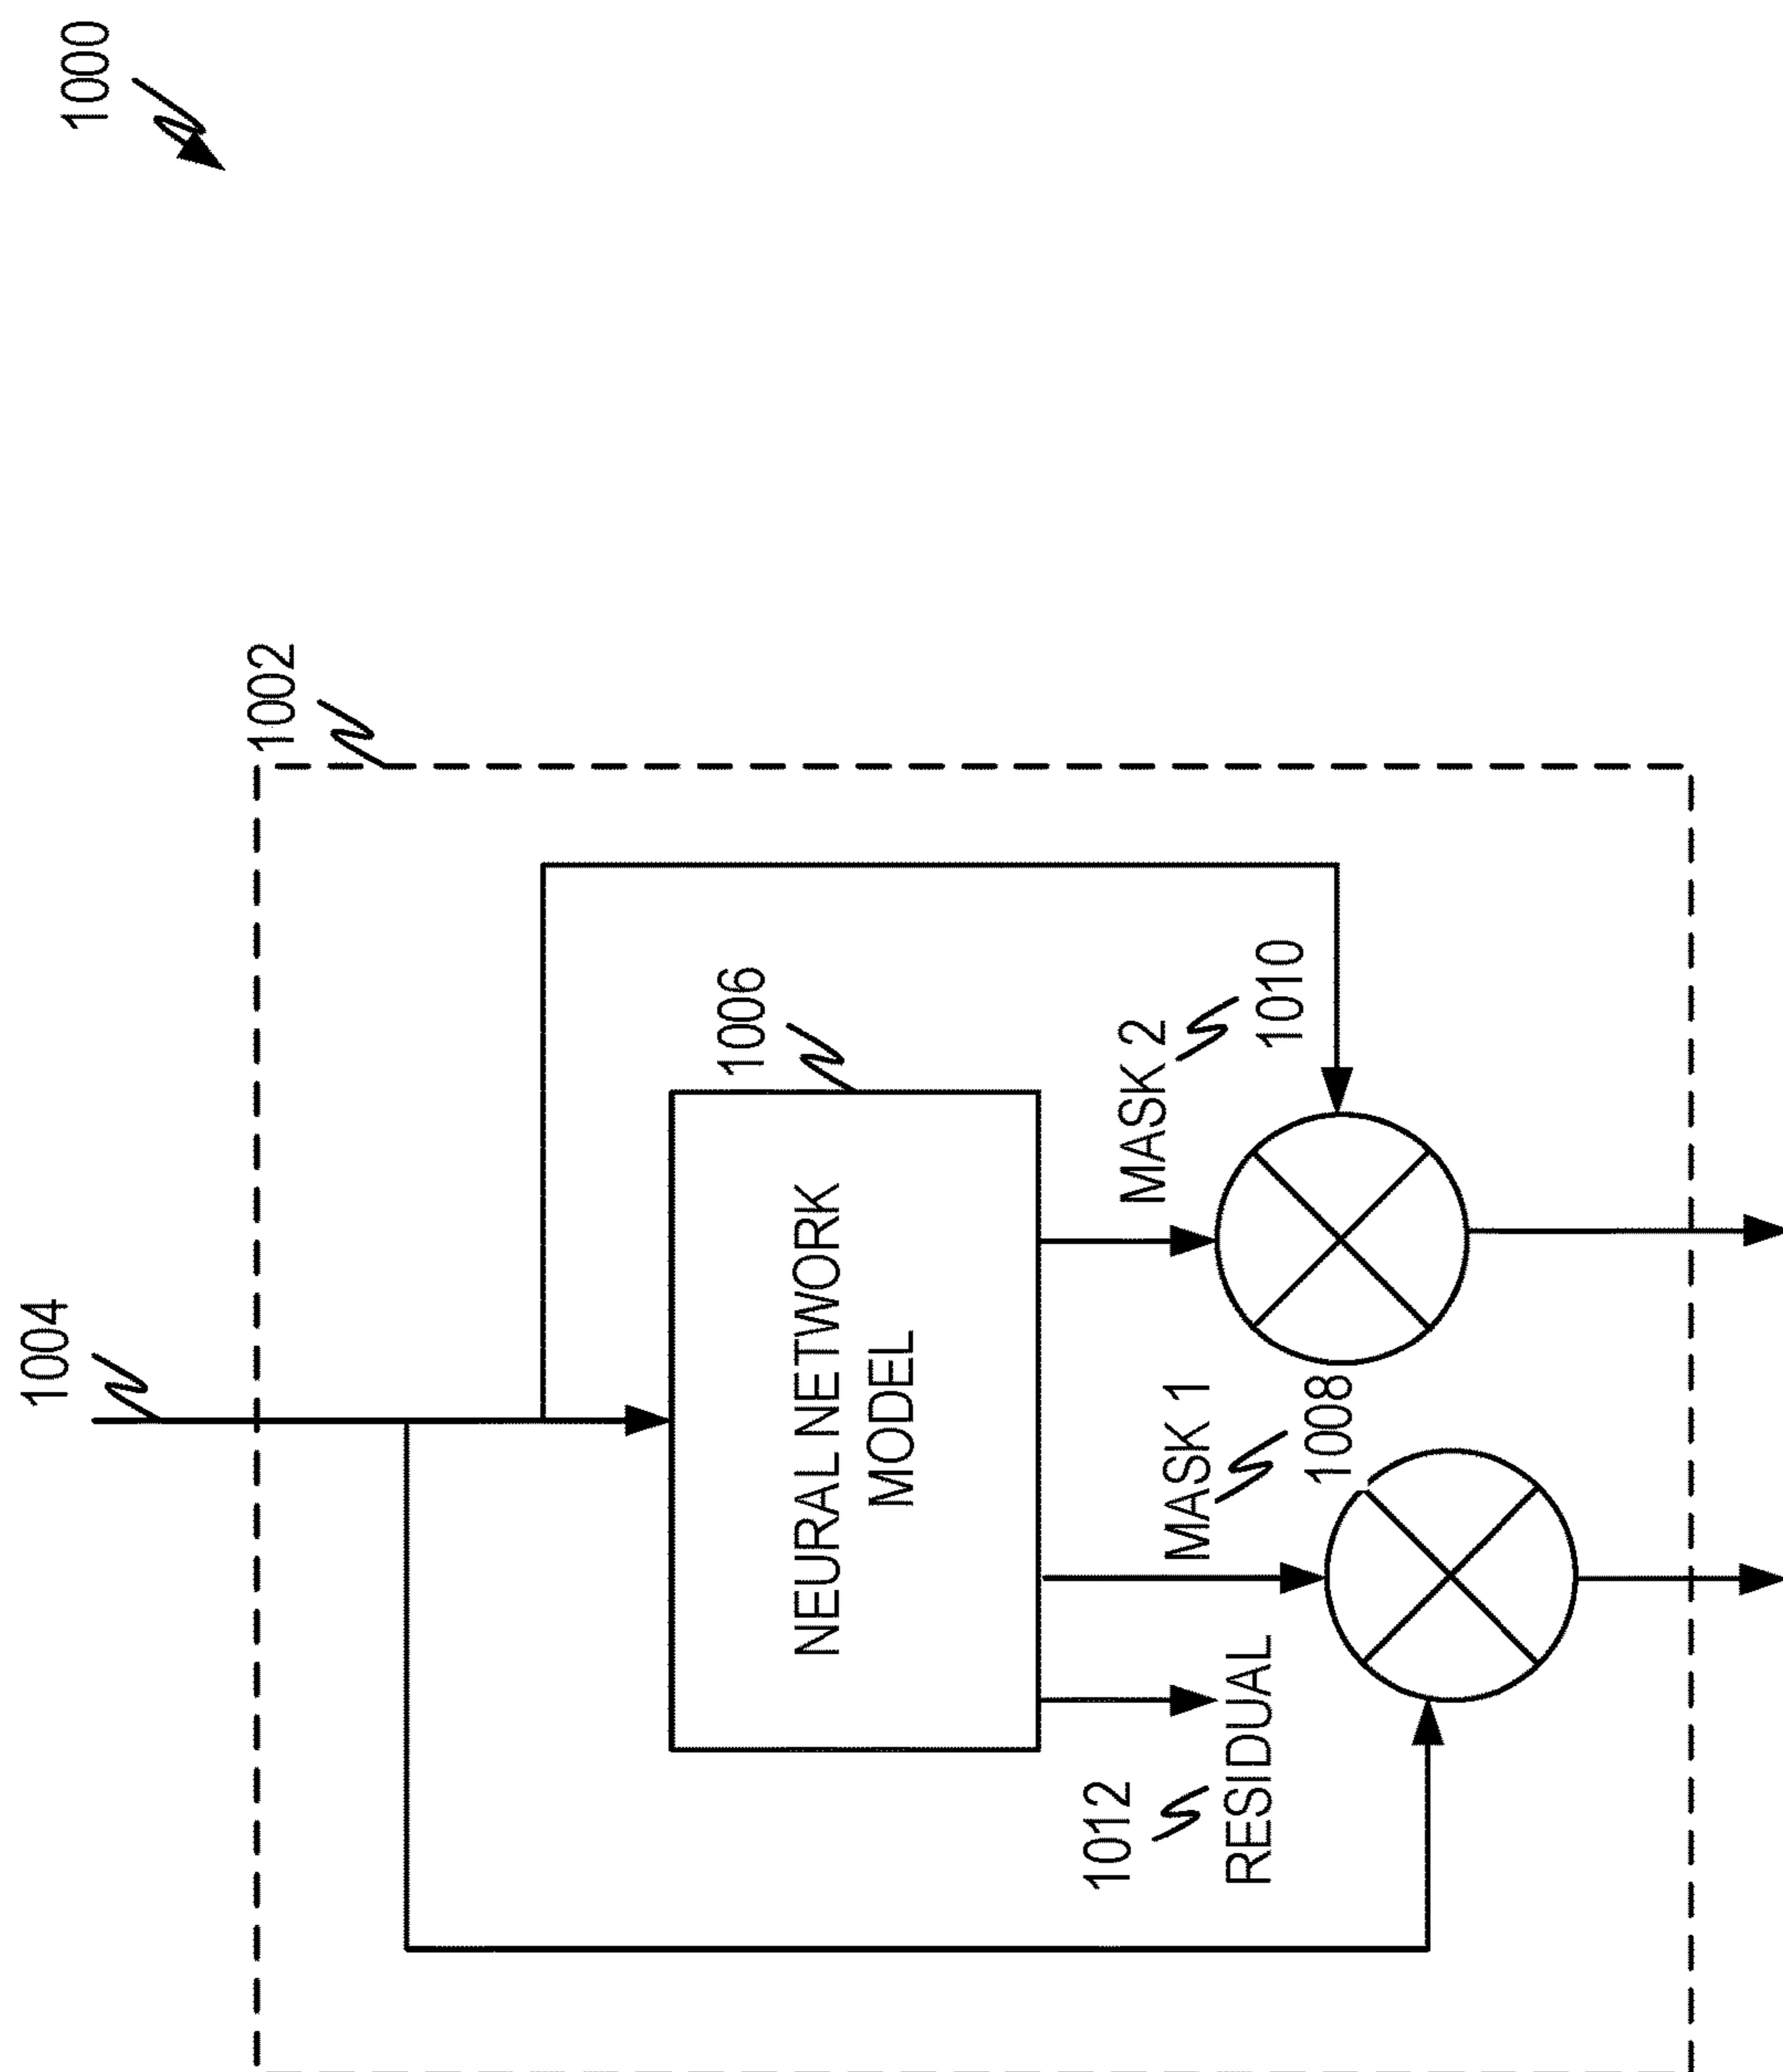 1000
1002
1004
1006
NEURAL NETWORK
MODEL
MASK 2
1010
MASK 1
1008
1012
RESIDUAL